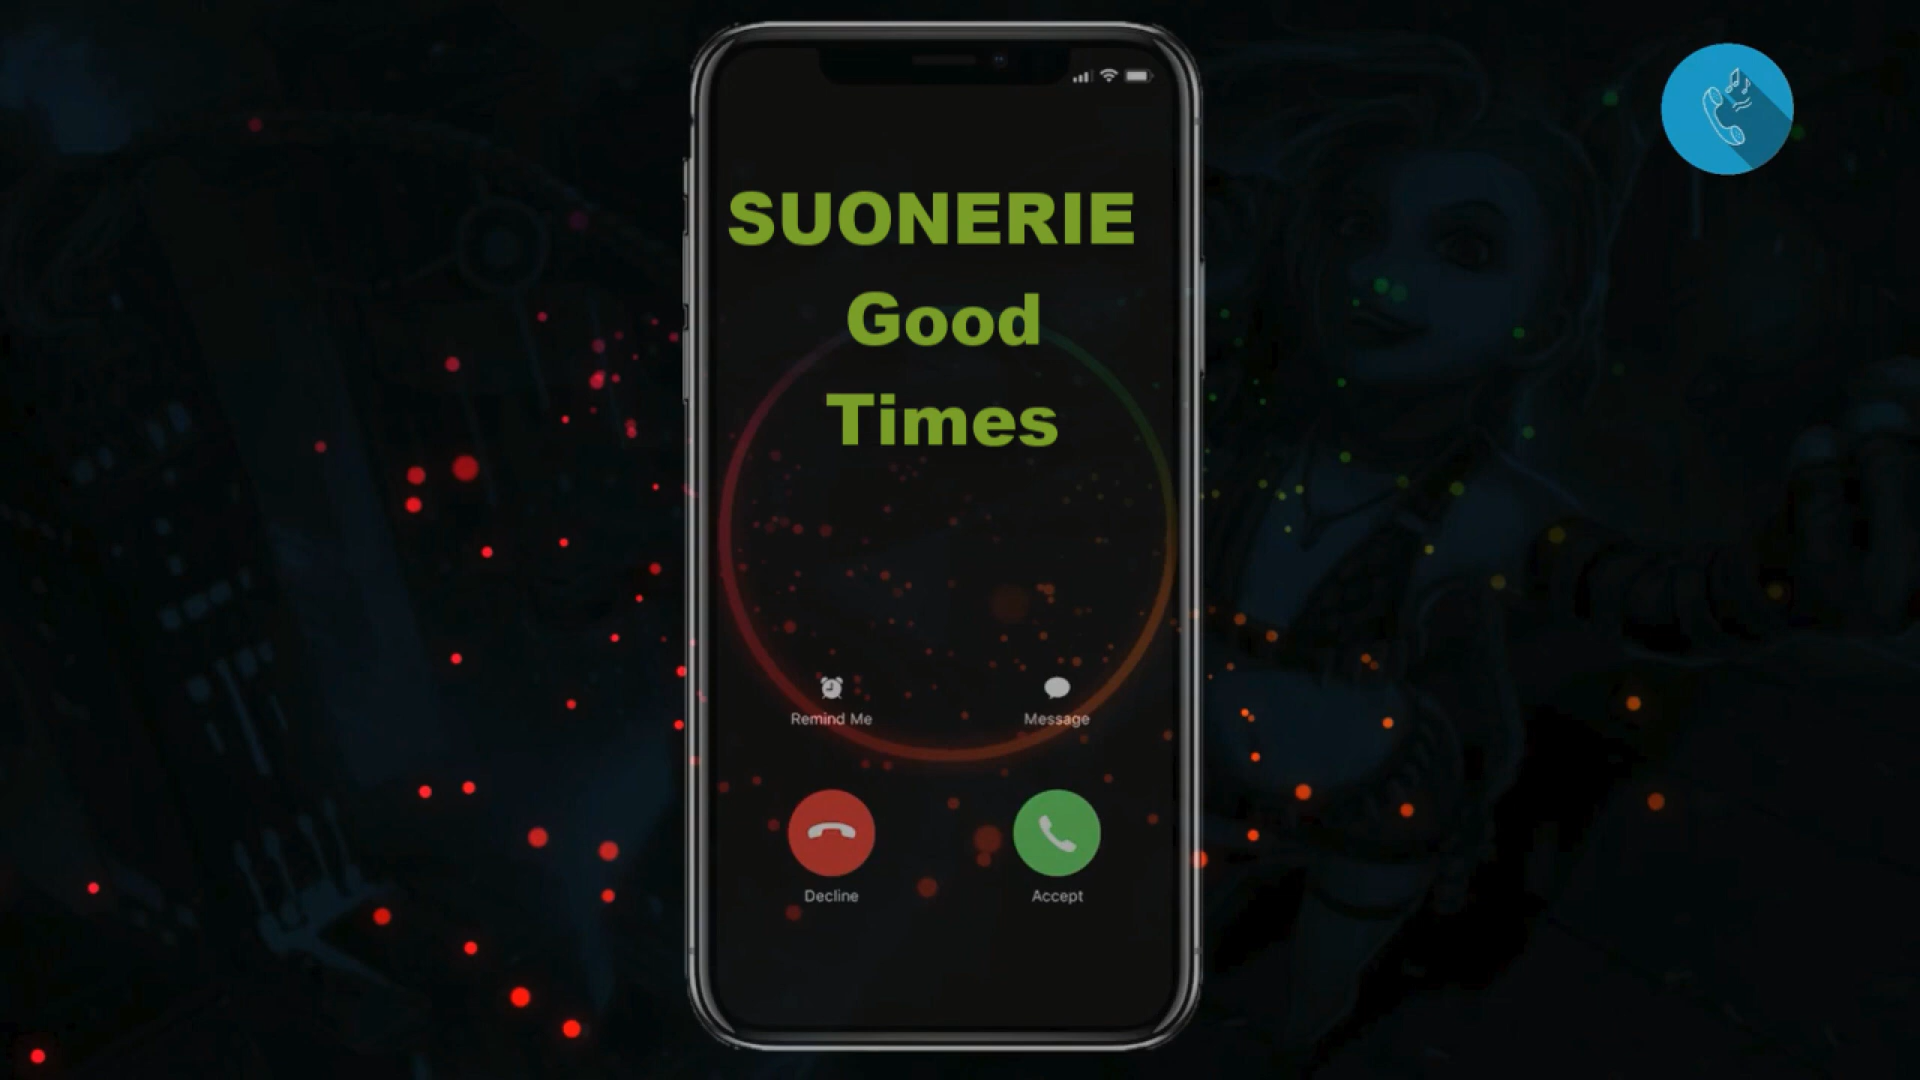 SUONERIE
Good
Times
Remind Me
Message
Decline
Accept